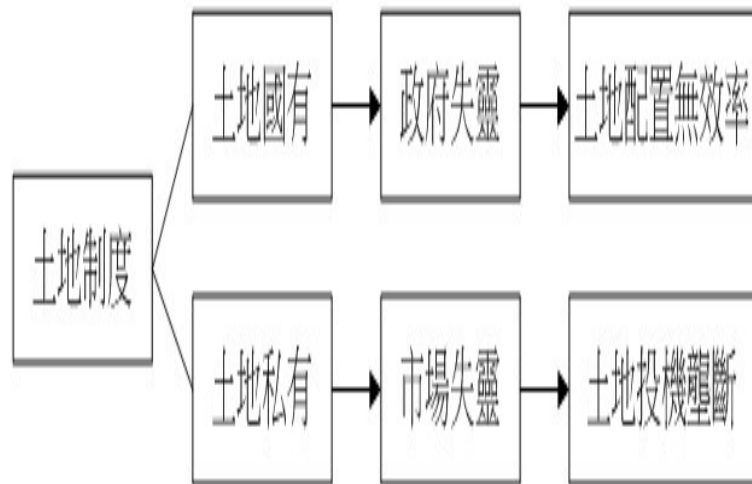 土地國有
政府失靈
土地配置無效率
土地制度
土地私有
市場失靈
土地投機壟斷